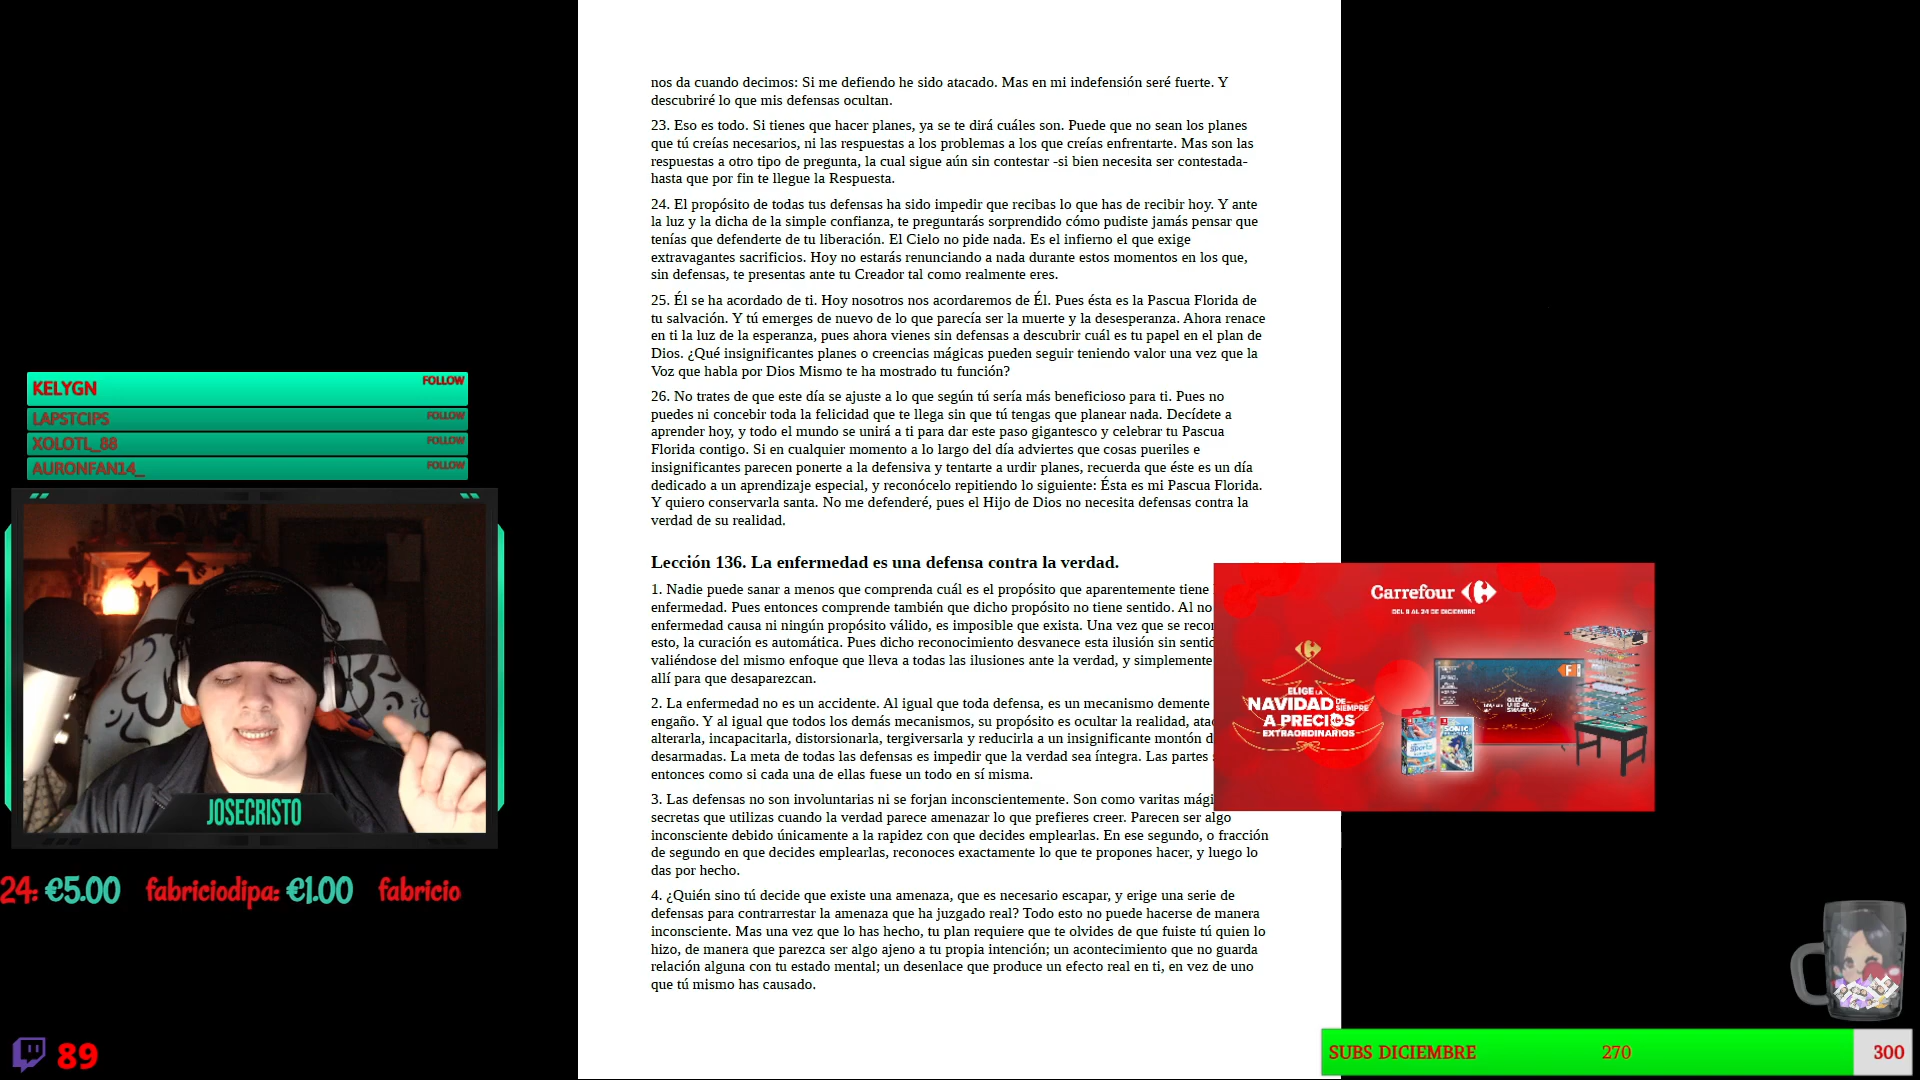 nos da cuando decimos: Si me defiendo he sido atacado. Mas en mi indefensión seré fuerte. Y
descubriré lo que mis defensas ocultan.
23. Eso es todo. Si tienes que hacer planes, ya se te dirá cuáles son. Puede que no sean los planes
que tú creías necesarios, ni las respuestas a los problemas a los que creías enfrentarte. Mas son las
respuestas a otro tipo de pregunta, la cual sigue aún sin contestar -si bien necesita ser contestada-
hasta que por fin te llegue la Respuesta.
24. El propósito de todas tus defensas ha sido impedir que recibas lo que has de recibir hoy. Y ante
la luz y la dicha de la simple confianza, te preguntarás sorprendido cómo pudiste jamás pensar que
tenías que defenderte de tu liberación. El Cielo no pide nada. Es el infierno el que exige
extravagantes sacrificios. Hoy no estarás renunciando a nada durante estos momentos en los que,
sin defensas, te presentas ante tu Creador tal como realmente eres.
25. Él se ha acordado de ti. Hoy nosotros nos acordaremos de Él. Pues ésta es la Pascua Florida de
tu salvación. Y tú emerges de nuevo de lo que parecía ser la muerte y la desesperanza. Ahora renace
en ti la luz de la esperanza, pues ahora vienes sin defensas a descubrir cuál es tu papel en el plan de
Dios. ¿Qué insignificantes planes o creencias mágicas pueden seguir teniendo valor una vez que la
Voz que habla por Dios Mismo te ha mostrado tu función?
26. No trates de que este día se ajuste a lo que según tú sería más beneficioso para ti. Pues no
puedes ni concebir toda la felicidad que te llega sin que tú tengas que planear nada. Decídete a
aprender hoy, y todo el mundo se unirá a ti para dar este paso gigantesco y celebrar tu Pascua
Florida contigo. Si en cualquier momento a lo largo del día adviertes que cosas pueriles e
insignificantes parecen ponerte a la defensiva y tentarte a urdir planes, recuerda que éste es un día
dedicado a un aprendizaje especial, y reconócelo repitiendo lo siguiente: Ésta es mi Pascua Florida.
Y quiero conservarla santa. No me defenderé, pues el Hijo de Dios no necesita defensas contra la
verdad de su realidad.
Lección 136. La enfermedad es una defensa contra la verdad.
1. Nadie puede sanar a menos que comprenda cuál es el propósito que aparentemente tiene
enfermedad. Pues entonces comprende también que dicho propósito no tiene sentido. Al no
enfermedad causa ni ningún propósito válido, es imposible que exista. Una vez que se
esto, la curación es automática. Pues dicho reconocimiento desvanece esta ilusión sin
valiéndose del mismo enfoque que lleva a todas las ilusiones ante la verdad, y simplemente
allí para que desaparezcan.
2. La enfermedad no es un accidente. Al igual que toda defensa, es un mecanismo demente
engaño. Y al igual que todos los demás mecanismos, su propósito es ocultar la realidad,
alterarla, incapacitarla, distorsionarla, tergiversarla y reducirla a un insignificante montón
desarmadas. La meta de todas las defensas es impedir que la verdad sea íntegra. Las partes
entonces como si cada una de ellas fuese un todo en sí misma.
3. Las defensas no son involuntarias ni se forjan inconscientemente. Son como varitas
secretas que utilizas cuando la verdad parece amenazar lo que prefieres creer. Parecen ser algo
inconsciente debido únicamente a la rapidez con que decides emplearlas. En ese segundo, o fracción
de segundo en que decides emplearlas, reconoces exactamente lo que te propones hacer, y luego lo
das por hecho.
4. ¿Quién sino tú decide que existe una amenaza, que es necesario escapar, y erige una serie de
defensas para contrarrestar la amenaza que ha juzgado real? Todo esto no puede hacerse de manera
inconsciente. Mas una vez que lo has hecho, tu plan requiere que te olvides de que fuiste tú quien lo
hizo, de manera que parezca ser algo ajeno a tu propia intención; un acontecimiento que no guarda
relación alguna con tu estado mental; un desenlace que produce un efecto real en ti, en vez de uno
que tú mismo has causado.
KELYGN FOLLOW
LAPSTCIPS FOLLOW
XOLOTL_88 FOLLOW
AURONFAN14_ FOLLOW
JOSECRISTO
24: €5.00 fabriciodipa: €1.00 fabricio
89
Carrefour
DEL 9 AL 24 DE DICIEMBRE
ELIGE LA
NAVIDAD DE SIEMPRE
A PRECIOS
EXTRAORDINARIOS
SUBS DICIEMBRE 270 300